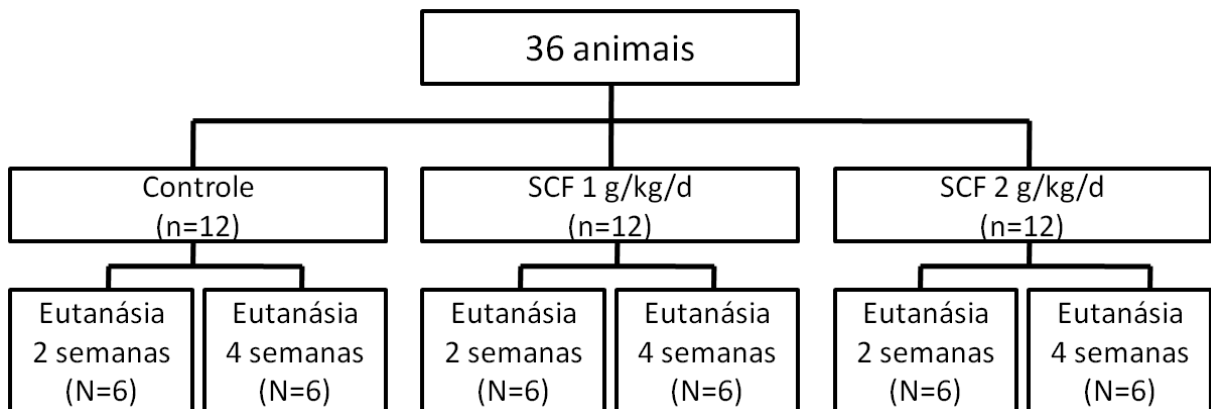 36 animais
Controle
(n=12)
SCF 1 g/kg/d
(n=12)
SCF 2 g/kg/d
(n=12)
Eutanásia
2 semanas
(N=6)
Eutanásia
4 semanas
(N=6)
Eutanásia
2 semanas
(N=6)
Eutanásia
4 semanas
(N=6)
Eutanásia
2 semanas
(N=6)
Eutanásia
4 semanas
(N=6)